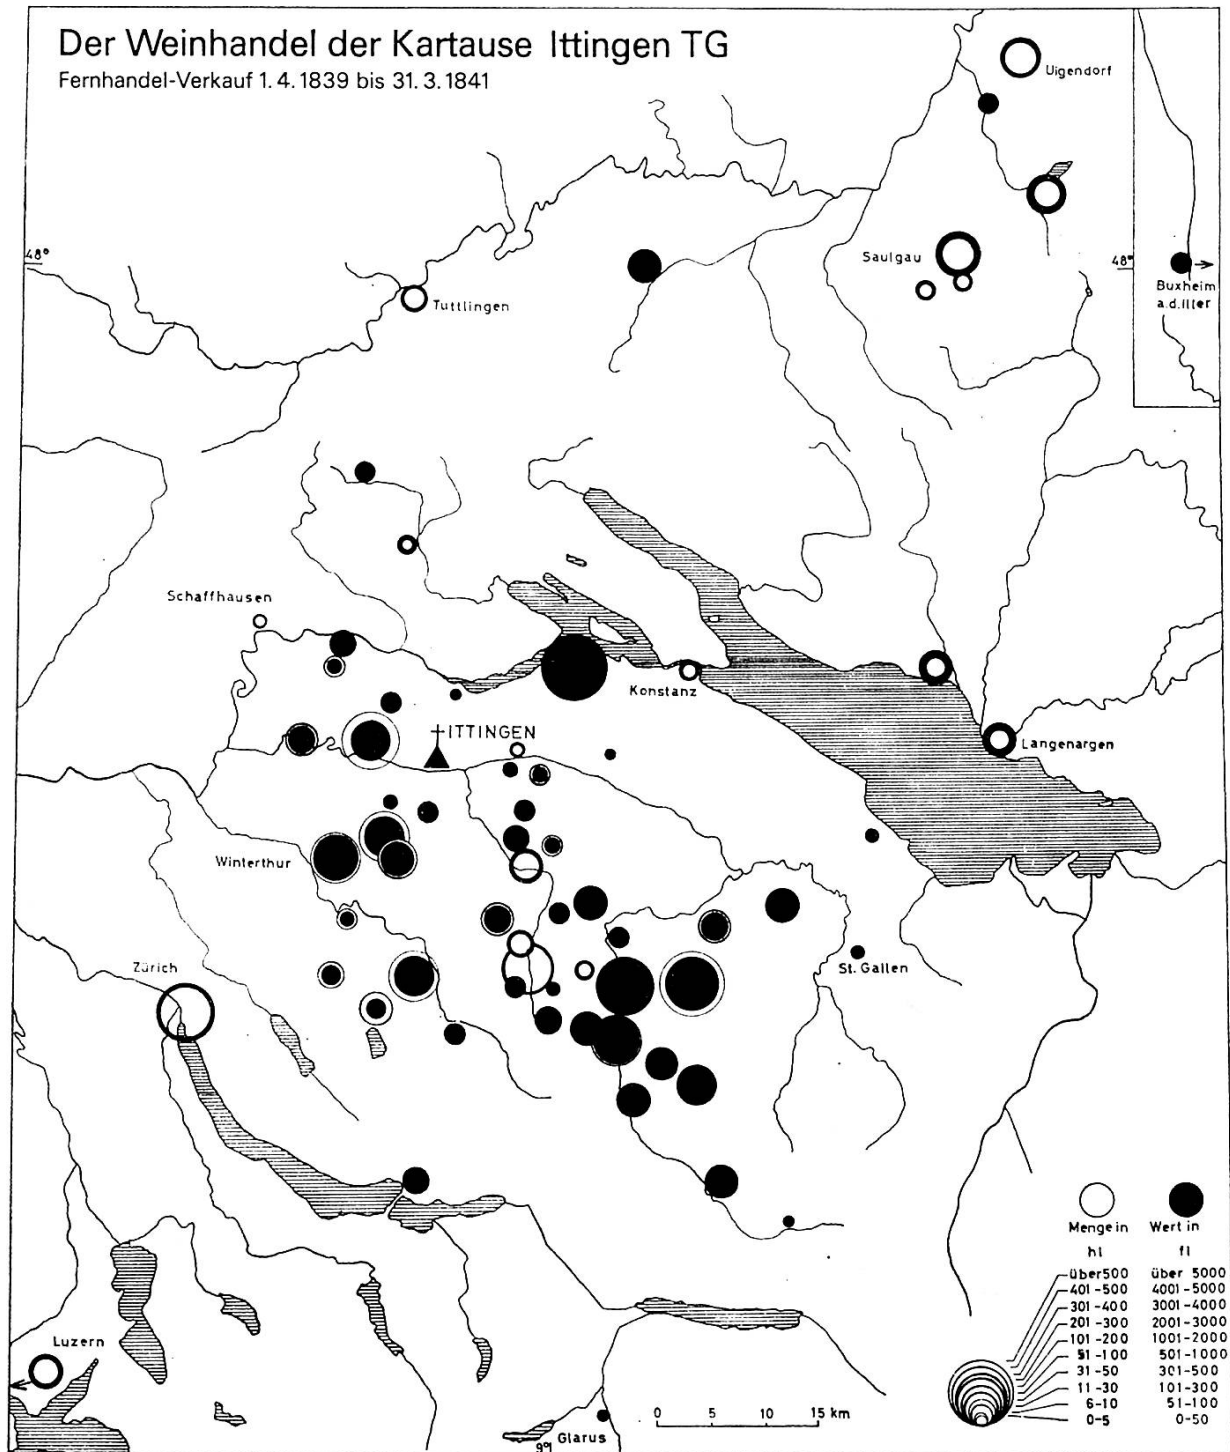 Der Weinhandel der Kartause Ittingen TG
Fernhandel-Verkauf 1. 4. 1839 bis 31. 3. 1841
Uigendorf
48°
Saulgau
48°
Buxheim
a.d.Iller
Tuttlingen
Schaffhausen
Konstanz
ITTINGEN
Langenargen
Winterthur
Zürich
St. Gallen
Menge in
hl
Wert in
fl
über 500 über 5000
401-500 4001-5000
301-400 3001-4000
201-300 2001-3000
101-200 1001-2000
51-100 501-1000
31-50 301-500
11-30 101-300
6-10 51-100
0-5 0-50
Luzern
0 5 10 15 km
9° Glarus